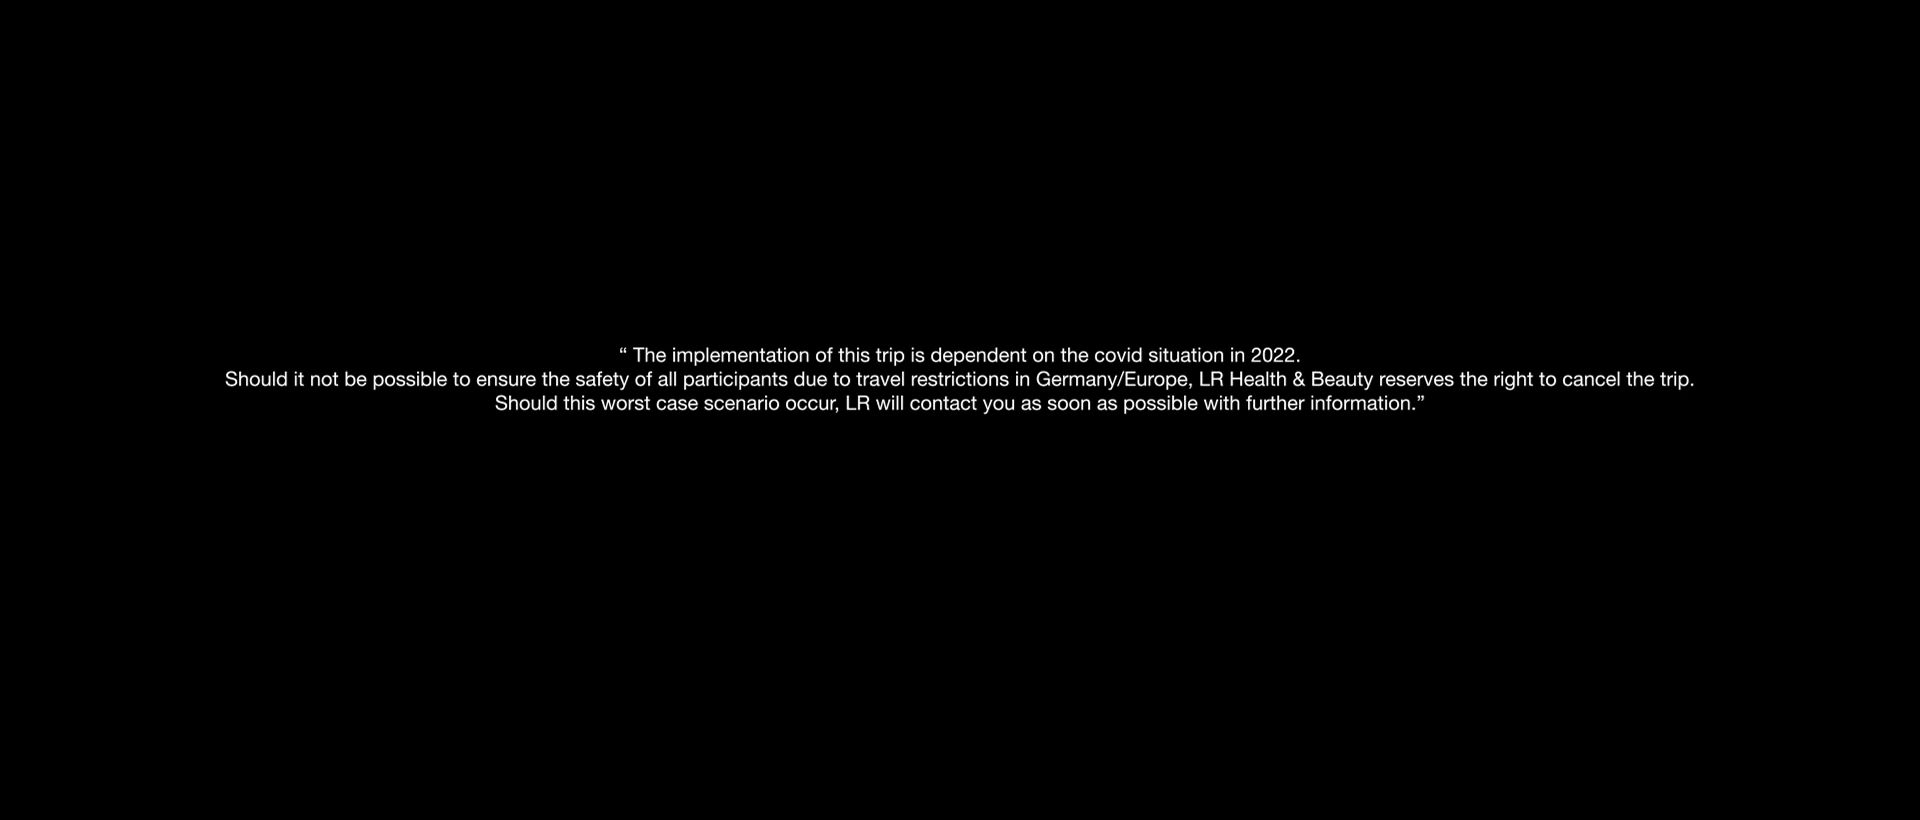 “ The implementation of this trip is dependent on the covid situation in 2022.
Should it not be possible to ensure the safety of all participants due to travel restrictions in Germany/Europe, LR Health & Beauty reserves the right to cancel the trip.
Should this worst case scenario occur, LR will contact you as soon as possible with further information.”